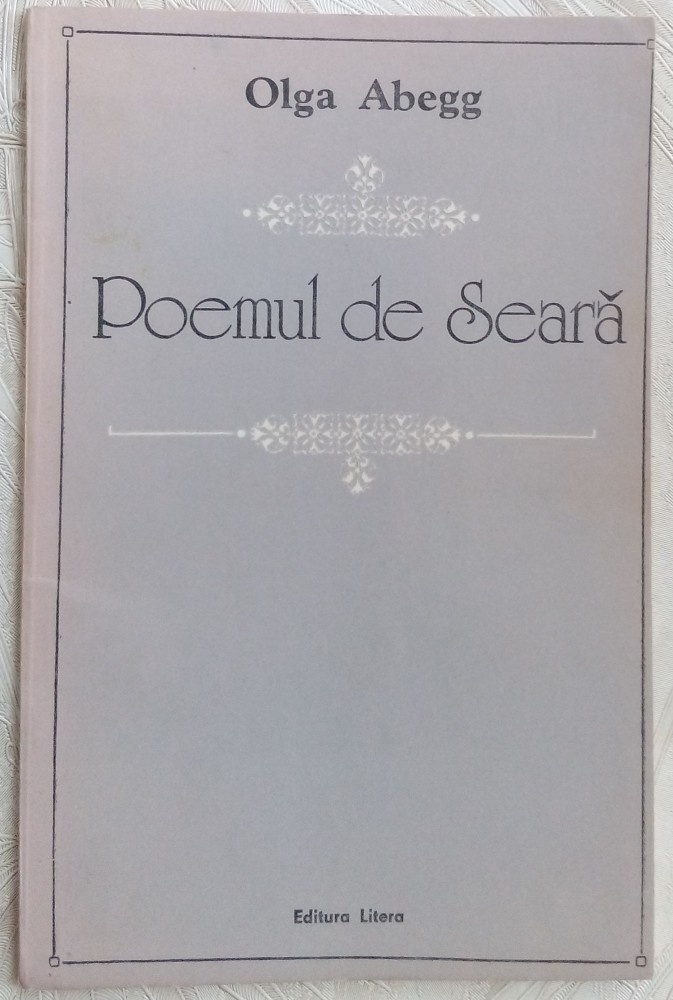 Olga Abegg
Poemul de Seară
Editura Litera